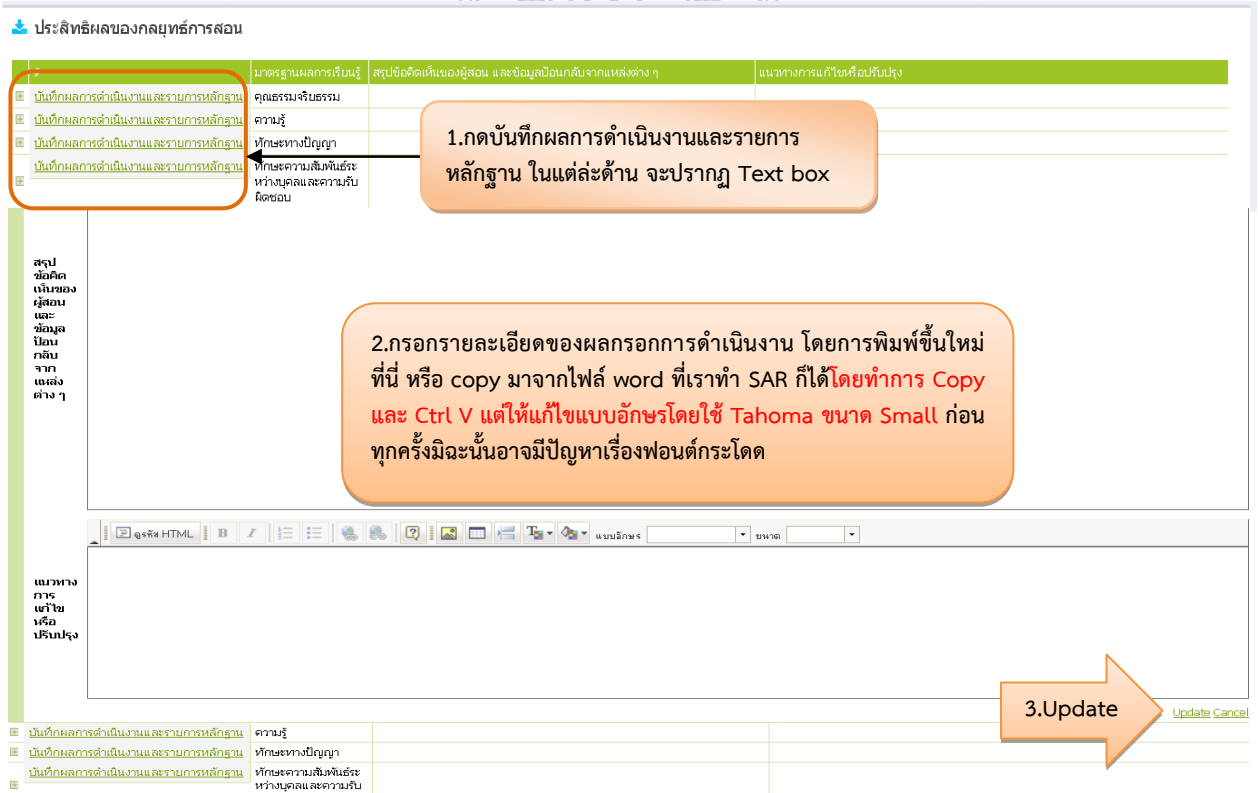 ประสิทธิผลของกลยุทธ์การสอน
มาตรฐานผลการเรียนรู้ สรุปข้อคิดเห็นของผู้สอน และข้อมูลป้อนกลับจากแหล่งต่าง ๆ แนวทางการแก้ไขหรือปรับปรุง
บันทึกผลการดำเนินงานและรายการหลักฐาน คุณธรรมจริยธรรม
บันทึกผลการดำเนินงานและรายการหลักฐาน ความรู้
บันทึกผลการดำเนินงานและรายการหลักฐาน ทักษะทางปัญญา
บันทึกผลการดำเนินงานและรายการหลักฐาน ทักษะความสัมพันธ์ระ
หว่างบุคลและความรับ
ผิดชอบ
1.กดบันทึกผลการดำเนินงานและรายการ
หลักฐาน ในแต่ล่ะด้าน จะปรากฏ Text box
สรุป
ข้อคิด
เห็นของ
ผู้สอน
และ
ข้อมูล
ป้อน
กลับ
จาก
แหล่ง
ต่าง ๆ
2.กรอกรายละเอียดของผลกรอกการดำเนินงาน โดยการพิมพ์ขึ้นใหม่
ที่นี่ หรือ copy มาจากไฟล์ word ที่เราทำ SAR ก็ได้โดยทำการ Copy
และ Ctrl V แต่ให้แก้ไขแบบอักษรโดยใช้ Tahoma ขนาด Small ก่อน
ทุกครั้งมิฉะนั้นอาจมีปัญหาเรื่องฟอนต์กระโดด
ดูรหัส HTML B I แบบอักษร ขนาด
แนวทาง
การ
แก้ไข
หรือ
ปรับปรุง
3.Update
Update Cancel
บันทึกผลการดำเนินงานและรายการหลักฐาน ความรู้
บันทึกผลการดำเนินงานและรายการหลักฐาน ทักษะทางปัญญา
บันทึกผลการดำเนินงานและรายการหลักฐาน ทักษะความสัมพันธ์ระ
หว่างบุคลและความรับ